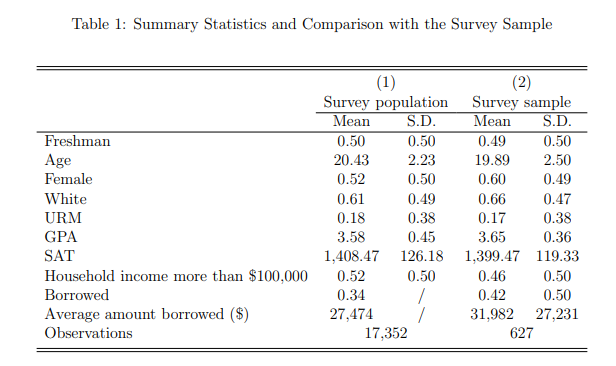 Table 1: Summary Statistics and Comparison with the Survey Sample
(1) (2)
Survey population Survey sample
Mean S.D. Mean S.D.
Freshman 0.50 0.50 0.49 0.50
Age 20.43 2.23 19.89 2.50
Female 0.52 0.50 0.60 0.49
White 0.61 0.49 0.66 0.47
URM 0.18 0.38 0.17 0.38
GPA 3.58 0.45 3.65 0.36
SAT 1,408.47 126.18 1,399.47 119.33
Household income more than $100,000 0.52 0.50 0.46 0.50
Borrowed 0.34 / 0.42 0.50
Average amount borrowed ($) 27,474 / 31,982 27,231
Observations 17,352 627